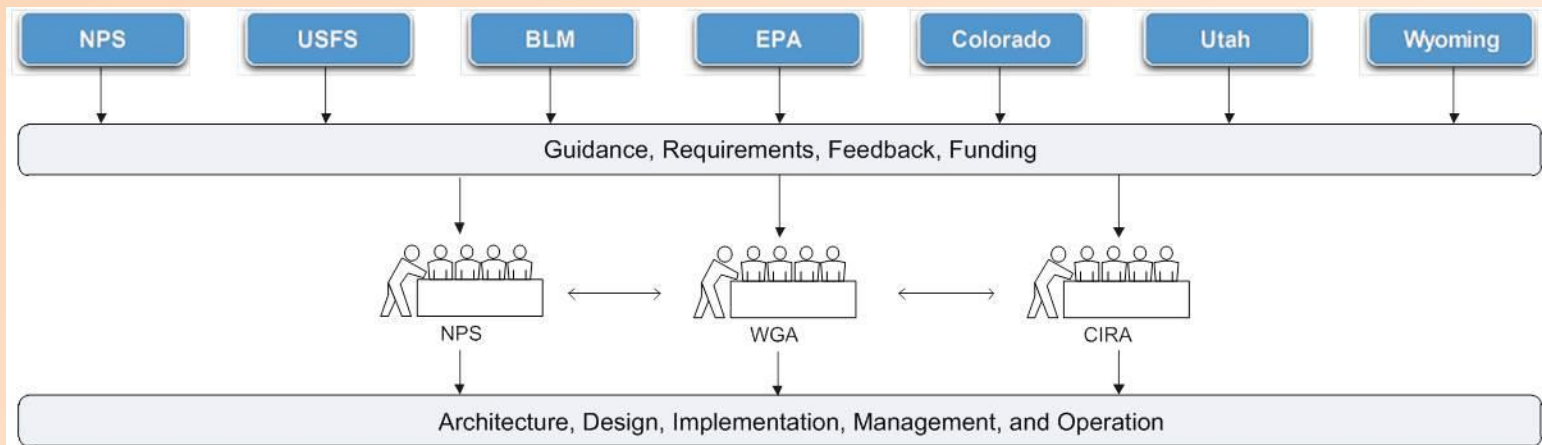 NPS USFS BLM EPA Colorado Utah Wyoming
Guidance, Requirements, Feedback, Funding
NPS WGA CIRA
Architecture, Design, Implementation, Management, and Operation